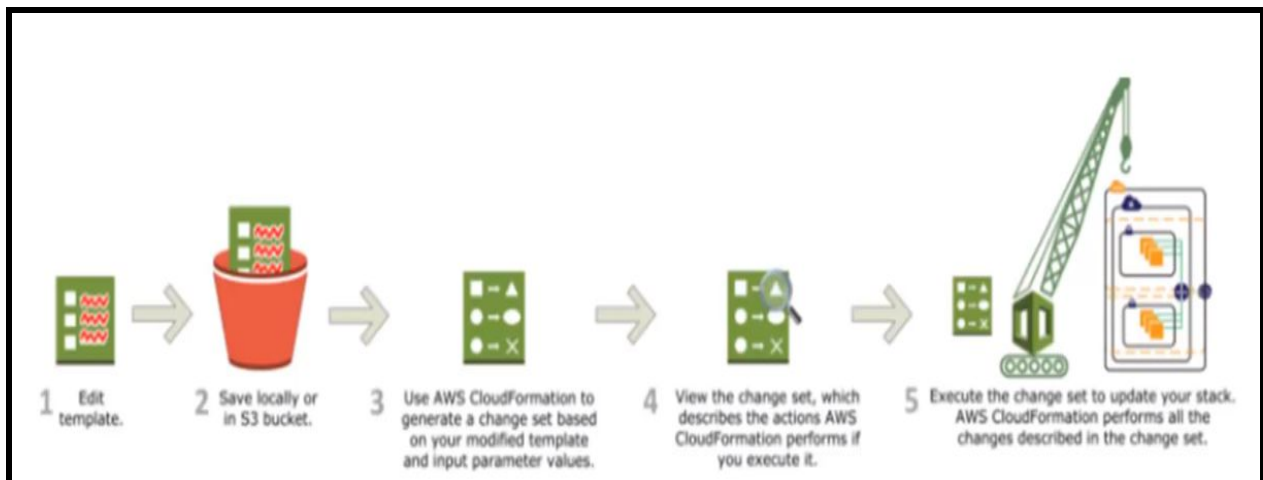 1 Edit
template.
2 Save locally or
in S3 bucket.
3 Use AWS CloudFormation to
generate a change set based
on your modified template
and input parameter values.
4 View the change set, which
describes the actions AWS
CloudFormation performs if
you execute it.
5 Execute the change set to update your stack.
AWS CloudFormation performs all the
changes described in the change set.